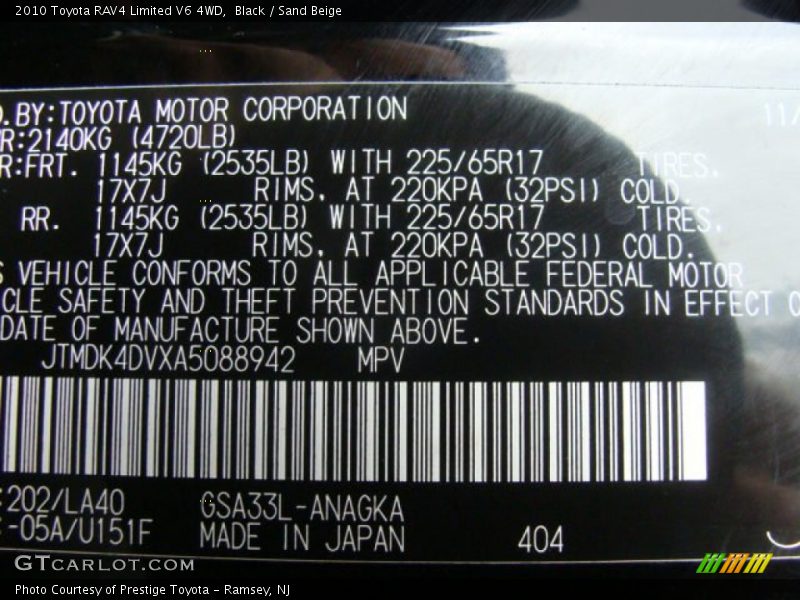 2010 Toyota RAV4 Limited V6 4WD, Black / Sand Beige
D.BY:TOYOTA MOTOR CORPORATION 11/
R:2140KG (4720LB)
R:FRT. 1145KG (2535LB) WITH 225/65R17 TIRES.
17X7J RIMS, AT 220KPA (32PSI) COLD.
RR. 1145KG (2535LB) WITH 225/65R17 TIRES,
17X7J RIMS, AT 220KPA (32PSI) COLD.
S VEHICLE CONFORMS TO ALL APPLICABLE FEDERAL MOTOR
ICLE SAFETY AND THEFT PREVENTION STANDARDS IN EFFECT O
DATE OF MANUFACTURE SHOWN ABOVE.
JTMDK4DVXA5088942 MPV
:202/LA40 GSA33L-ANAGKA
-05A/U151F MADE IN JAPAN 404
GTCarlot.com
Photo Courtesy of Prestige Toyota - Ramsey, NJ